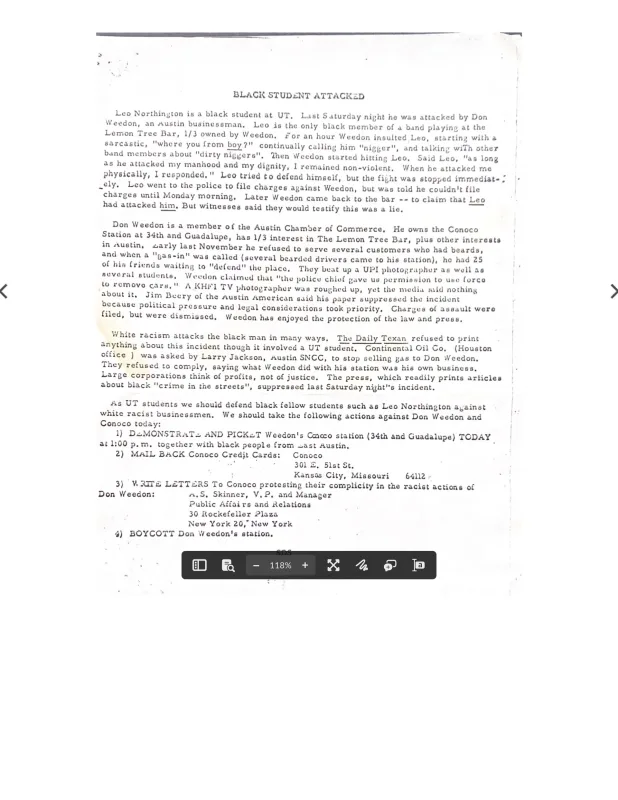 BLACK STUDENT ATTACKED
Leo Northington is a black student at UT. Last Saturday night he was attacked by Don
Weedon, an Austin businessman. Leo is the only black member of a band playing at the
Lemon Tree Bar, 1/3 owned by Weedon. For an hour Weedon insulted Leo, starting with a
sarcastic, "where you from boy?" continually calling him "nigger", and talking with other
band members about "dirty niggers". Then Weedon started hitting Leo. Said Leo, "as long
as he attacked my manhood and my dignity, I remained non-violent. When he attacked me
physically, I responded." Leo tried to defend himself, but the fight was stopped immediat-
ely. Leo went to the police to file charges against Weedon, but was told he couldn't file
charges until Monday morning. Later Weedon came back to the bar -- to claim that Leo
had attacked him. But witnesses said they would testify this was a lie.
Don Weedon is a member of the Austin Chamber of Commerce. He owns the Conoco
Station at 34th and Guadalupe, has 1/3 interest in The Lemon Tree Bar, plus other interests
in Austin. Early last November he refused to serve several customers who had beards,
and when a "gas-in" was called (several bearded drivers came to his station), he had 25
of his friends waiting to "defend" the place. They beat up a UPI photographer as well as
several students. Weedon claimed that "the police chief gave us permission to use force
to remove cars." A KHFI TV photographer was roughed up, yet the media said nothing
about it. Jim Berry of the Austin American said his paper suppressed the incident
because political pressure and legal considerations took priority. Charges of assault were
filed, but were dismissed. Weedon has enjoyed the protection of the law and press.
White racism attacks the black man in many ways. The Daily Texan refused to print
anything about this incident though it involved a UT student. Continental Oil Co. (Houston
office ) was asked by Larry Jackson, Austin SNCC, to stop selling gas to Don Weedon.
They refused to comply, saying what Weedon did with his station was his own business.
Large corporations think of profits, not of justice. The press, which readily prints articles
about black "crime in the streets", suppressed last Saturday night"s incident.
As UT students we should defend black fellow students such as Leo Northington against
white racist businessmen. We should take the following actions against Don Weedon and
Conoco today:
1) DEMONSTRATE AND PICKET Weedon's Conoco station (34th and Guadalupe) TODAY
at 1:00 p.m. together with black people from East Austin.
2) MAIL BACK Conoco Credit Cards: Conoco
301 E. 51st St.
Kansas City, Missouri 64112
3) WRITE LETTERS To Conoco protesting their complicity in the racist actions of
Don Weedon: A.S. Skinner, V.P. and Manager
Public Affairs and Relations
30 Rockefeller Plaza
New York 20, New York
4) BOYCOTT Don Weedon's station.
118%